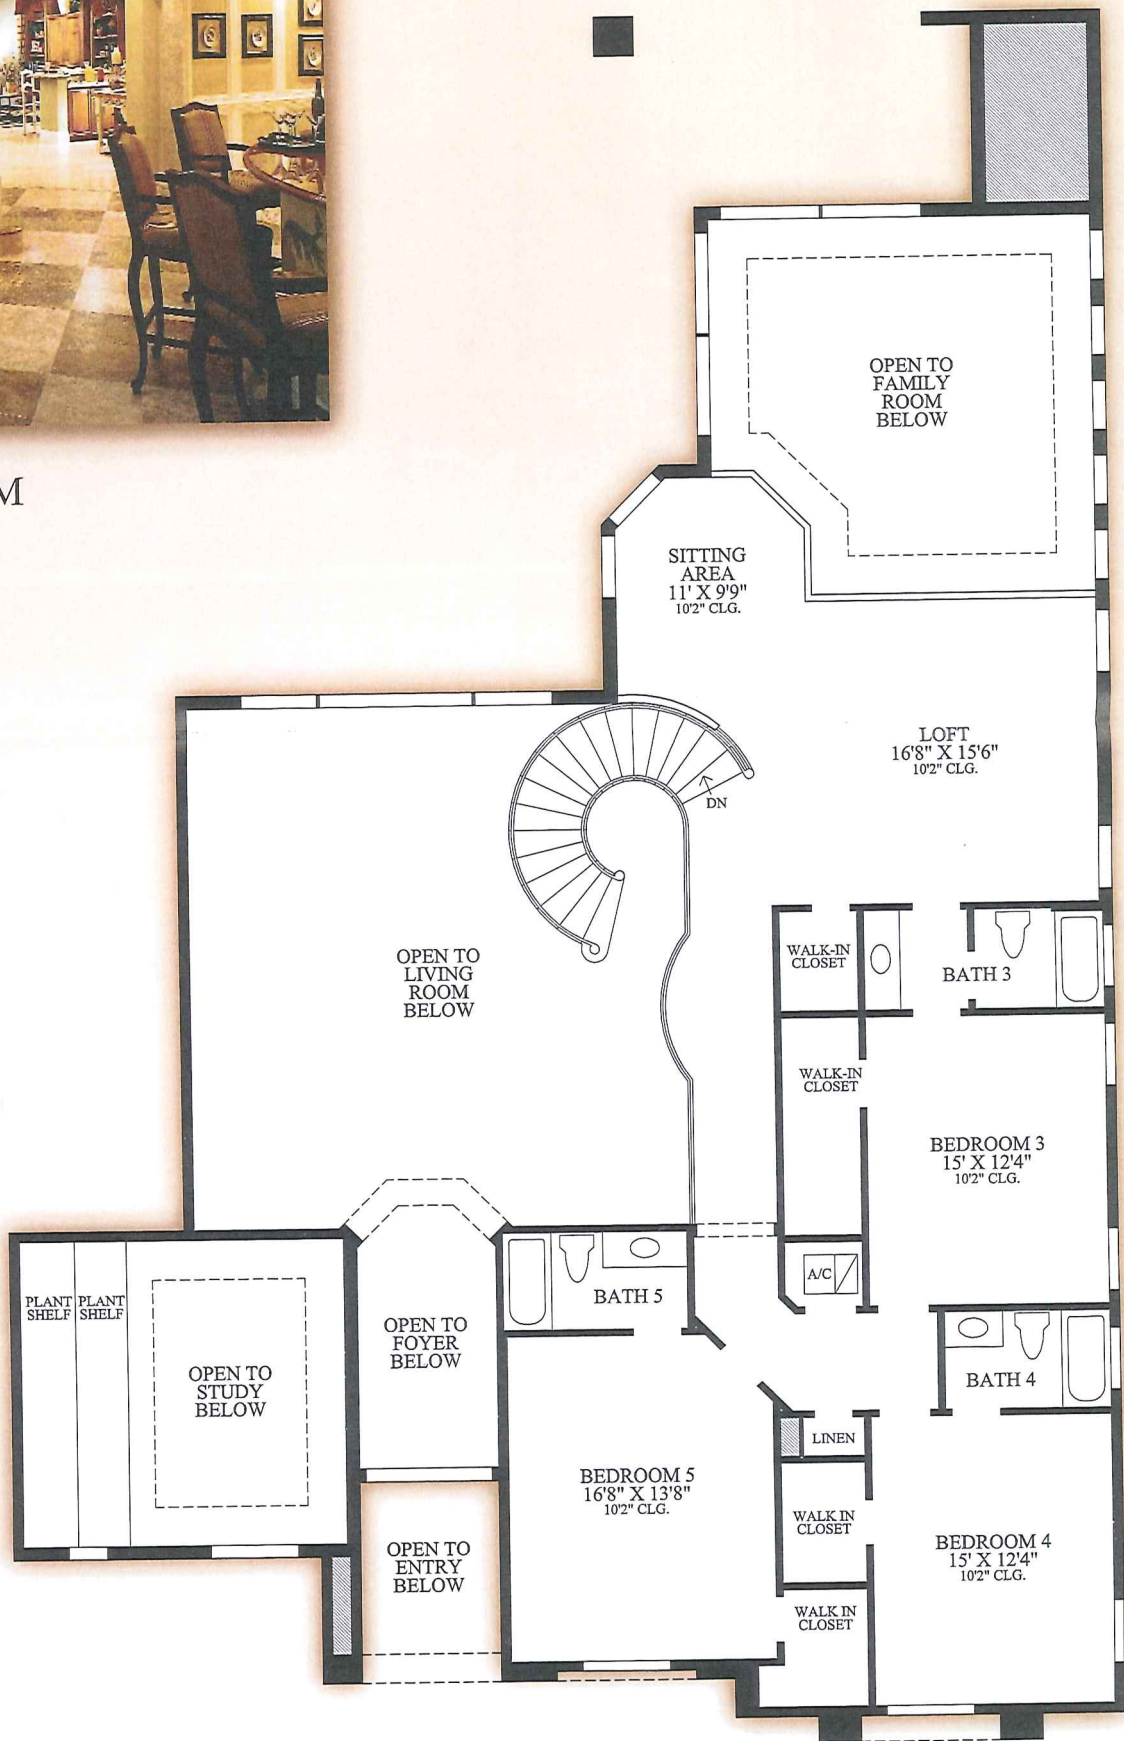 M
OPEN TO
FAMILY
ROOM
BELOW
SITTING
AREA
11' X 9'9"
10'2" CLG.
LOFT
16'8" X 15'6"
10'2" CLG.
DN
OPEN TO
LIVING
ROOM
BELOW
WALK-IN
CLOSET
BATH 3
WALK-IN
CLOSET
BEDROOM 3
15' X 12'4"
10'2" CLG.
A/C
BATH 5
PLANT
SHELF
PLANT
SHELF
OPEN TO
STUDY
BELOW
OPEN TO
FOYER
BELOW
BATH 4
LINEN
BEDROOM 5
16'8" X 13'8"
10'2" CLG.
WALK IN
CLOSET
BEDROOM 4
15' X 12'4"
10'2" CLG.
OPEN TO
ENTRY
BELOW
WALK IN
CLOSET